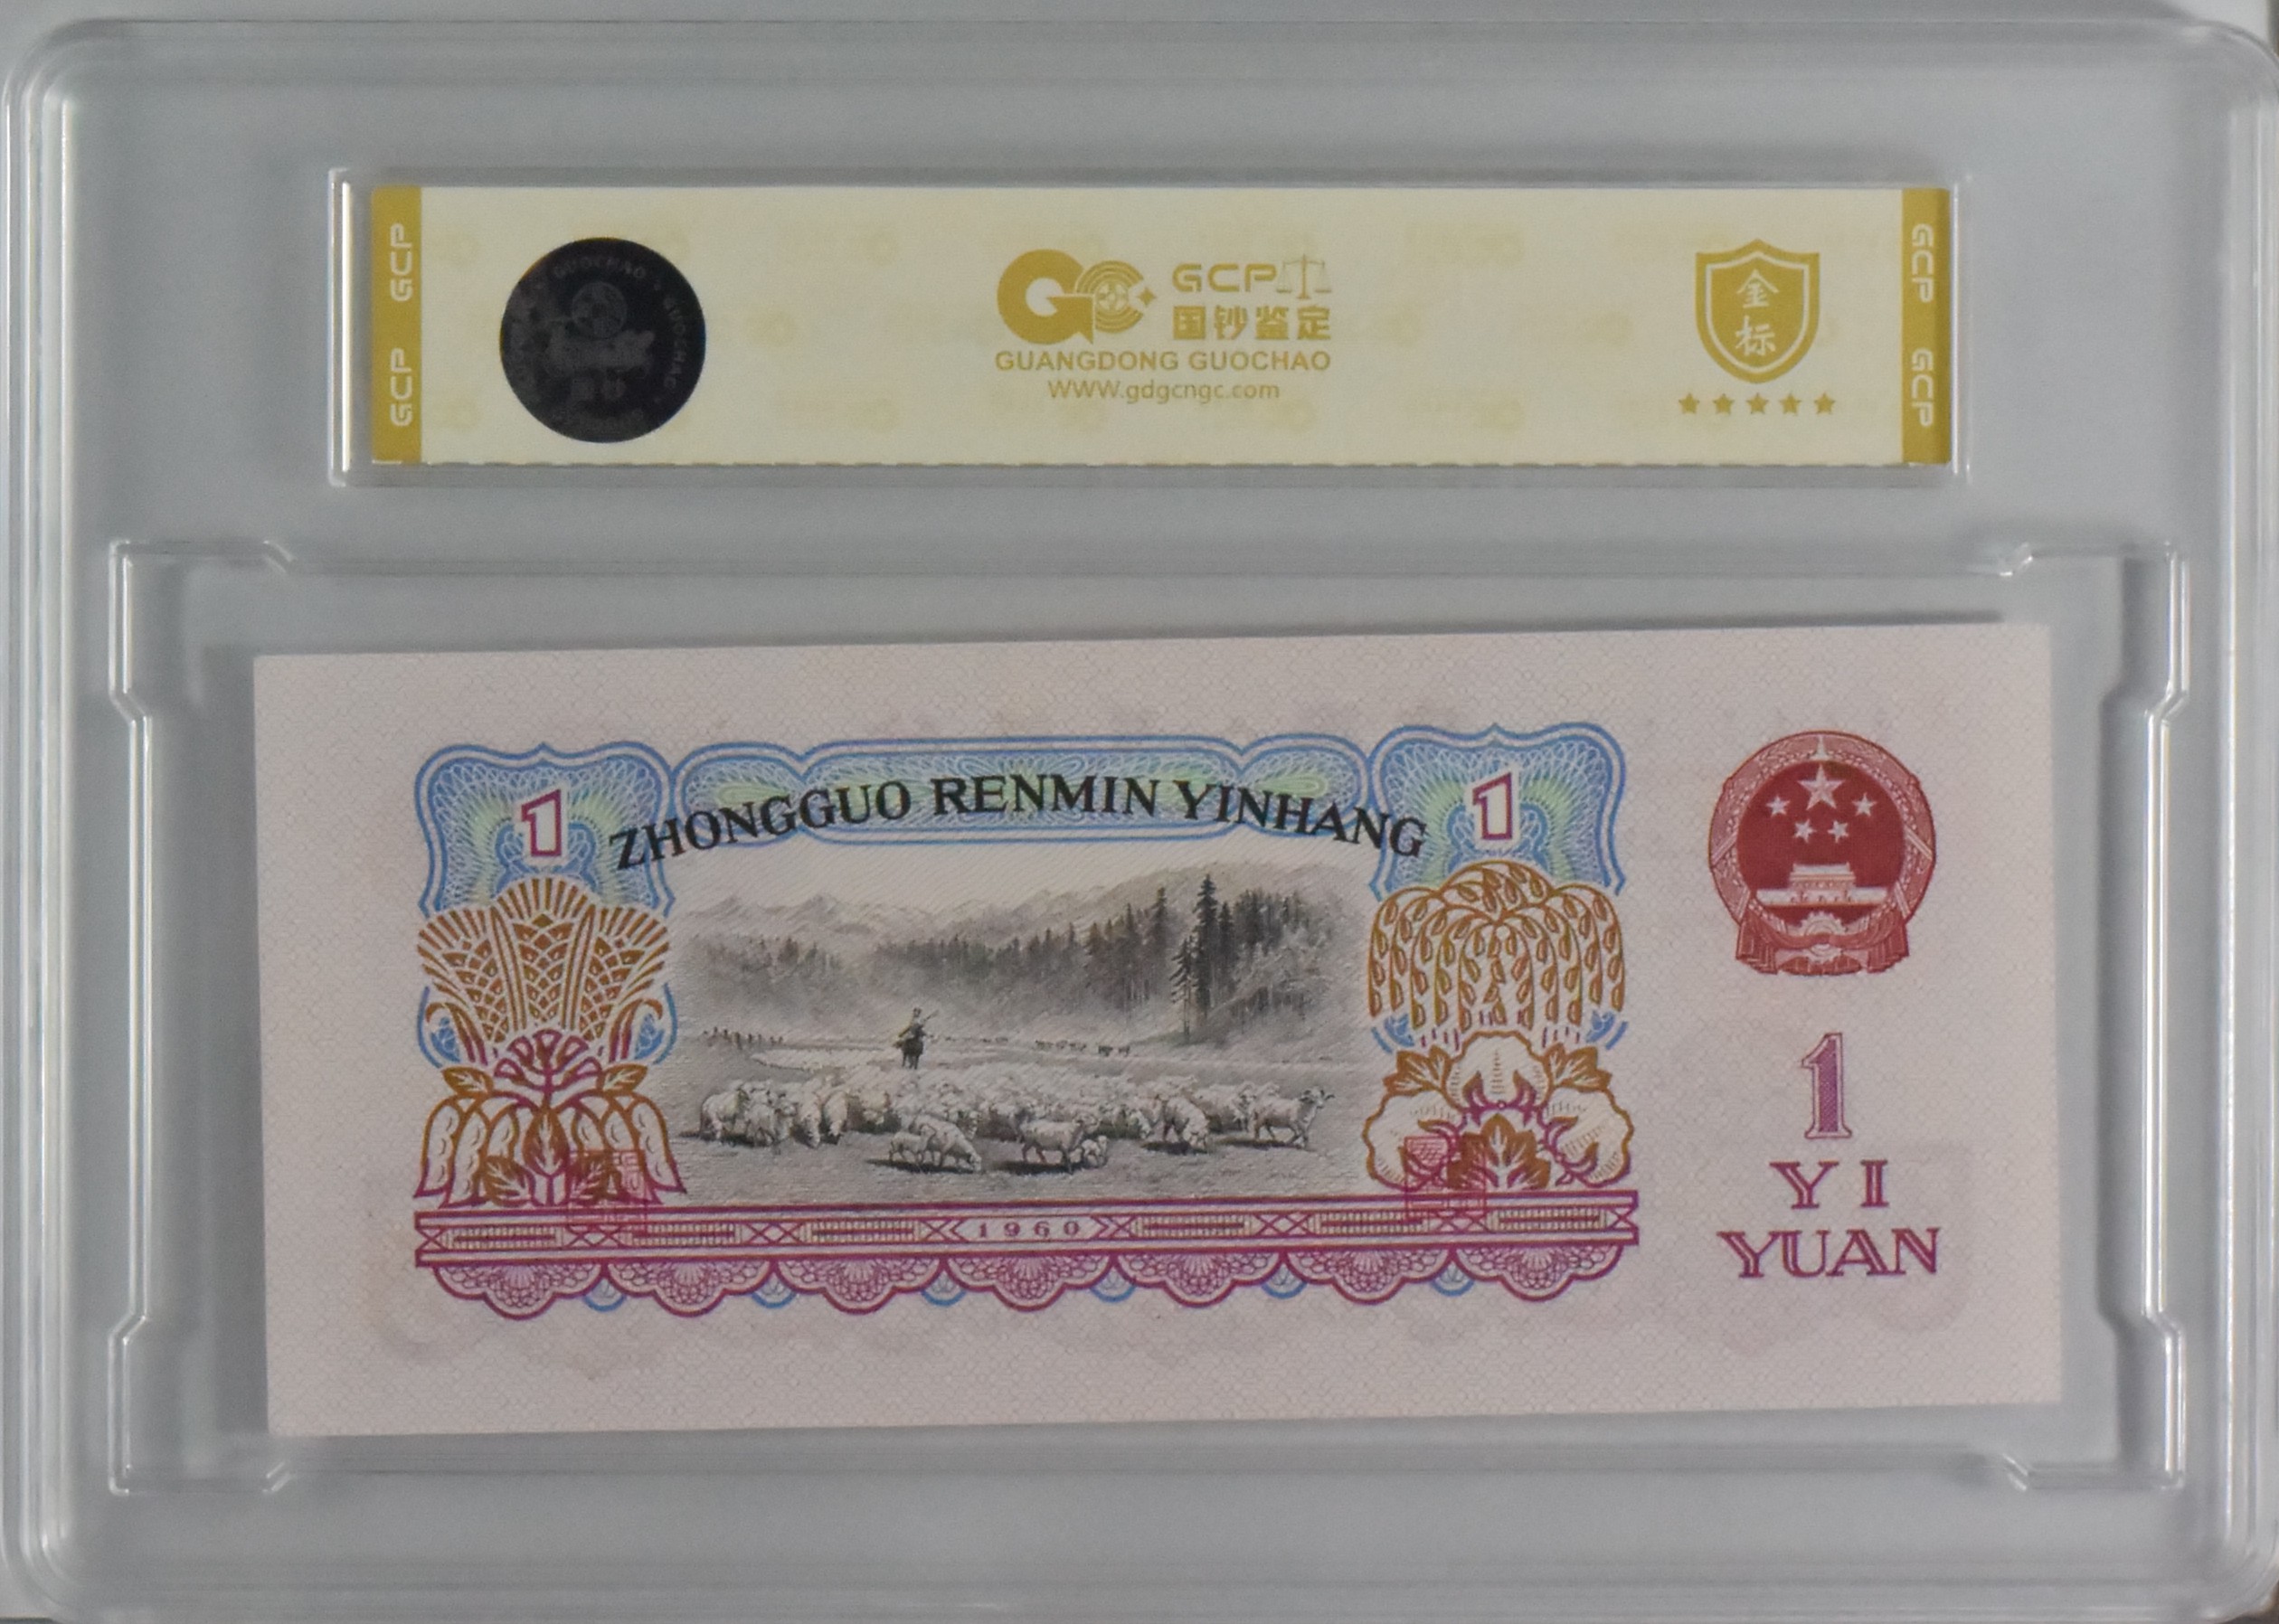 GCP GCP
GUOCHAO GUOCHAO
GCP
国钞鉴定
GUANGDONG GUOCHAO
WWW.gdgcngc.com
金
标
GCP GCP
ZHONGGUO RENMIN YINHANG
1
1
1960
1
YI
YUAN